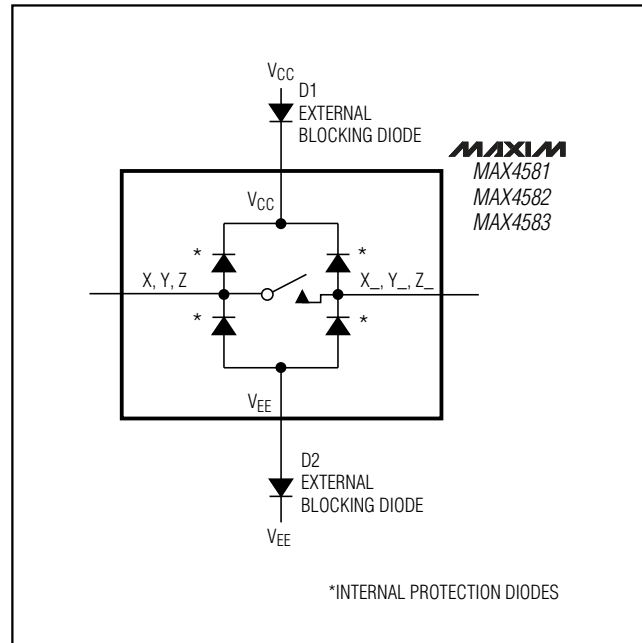 VCC
D1
EXTERNAL
BLOCKING DIODE
MAXIM
MAX4581
MAX4582
MAX4583
VCC
*
*
X, Y, Z
X_, Y_, Z_
*
*
VEE
D2
EXTERNAL
BLOCKING DIODE
VEE
*INTERNAL PROTECTION DIODES